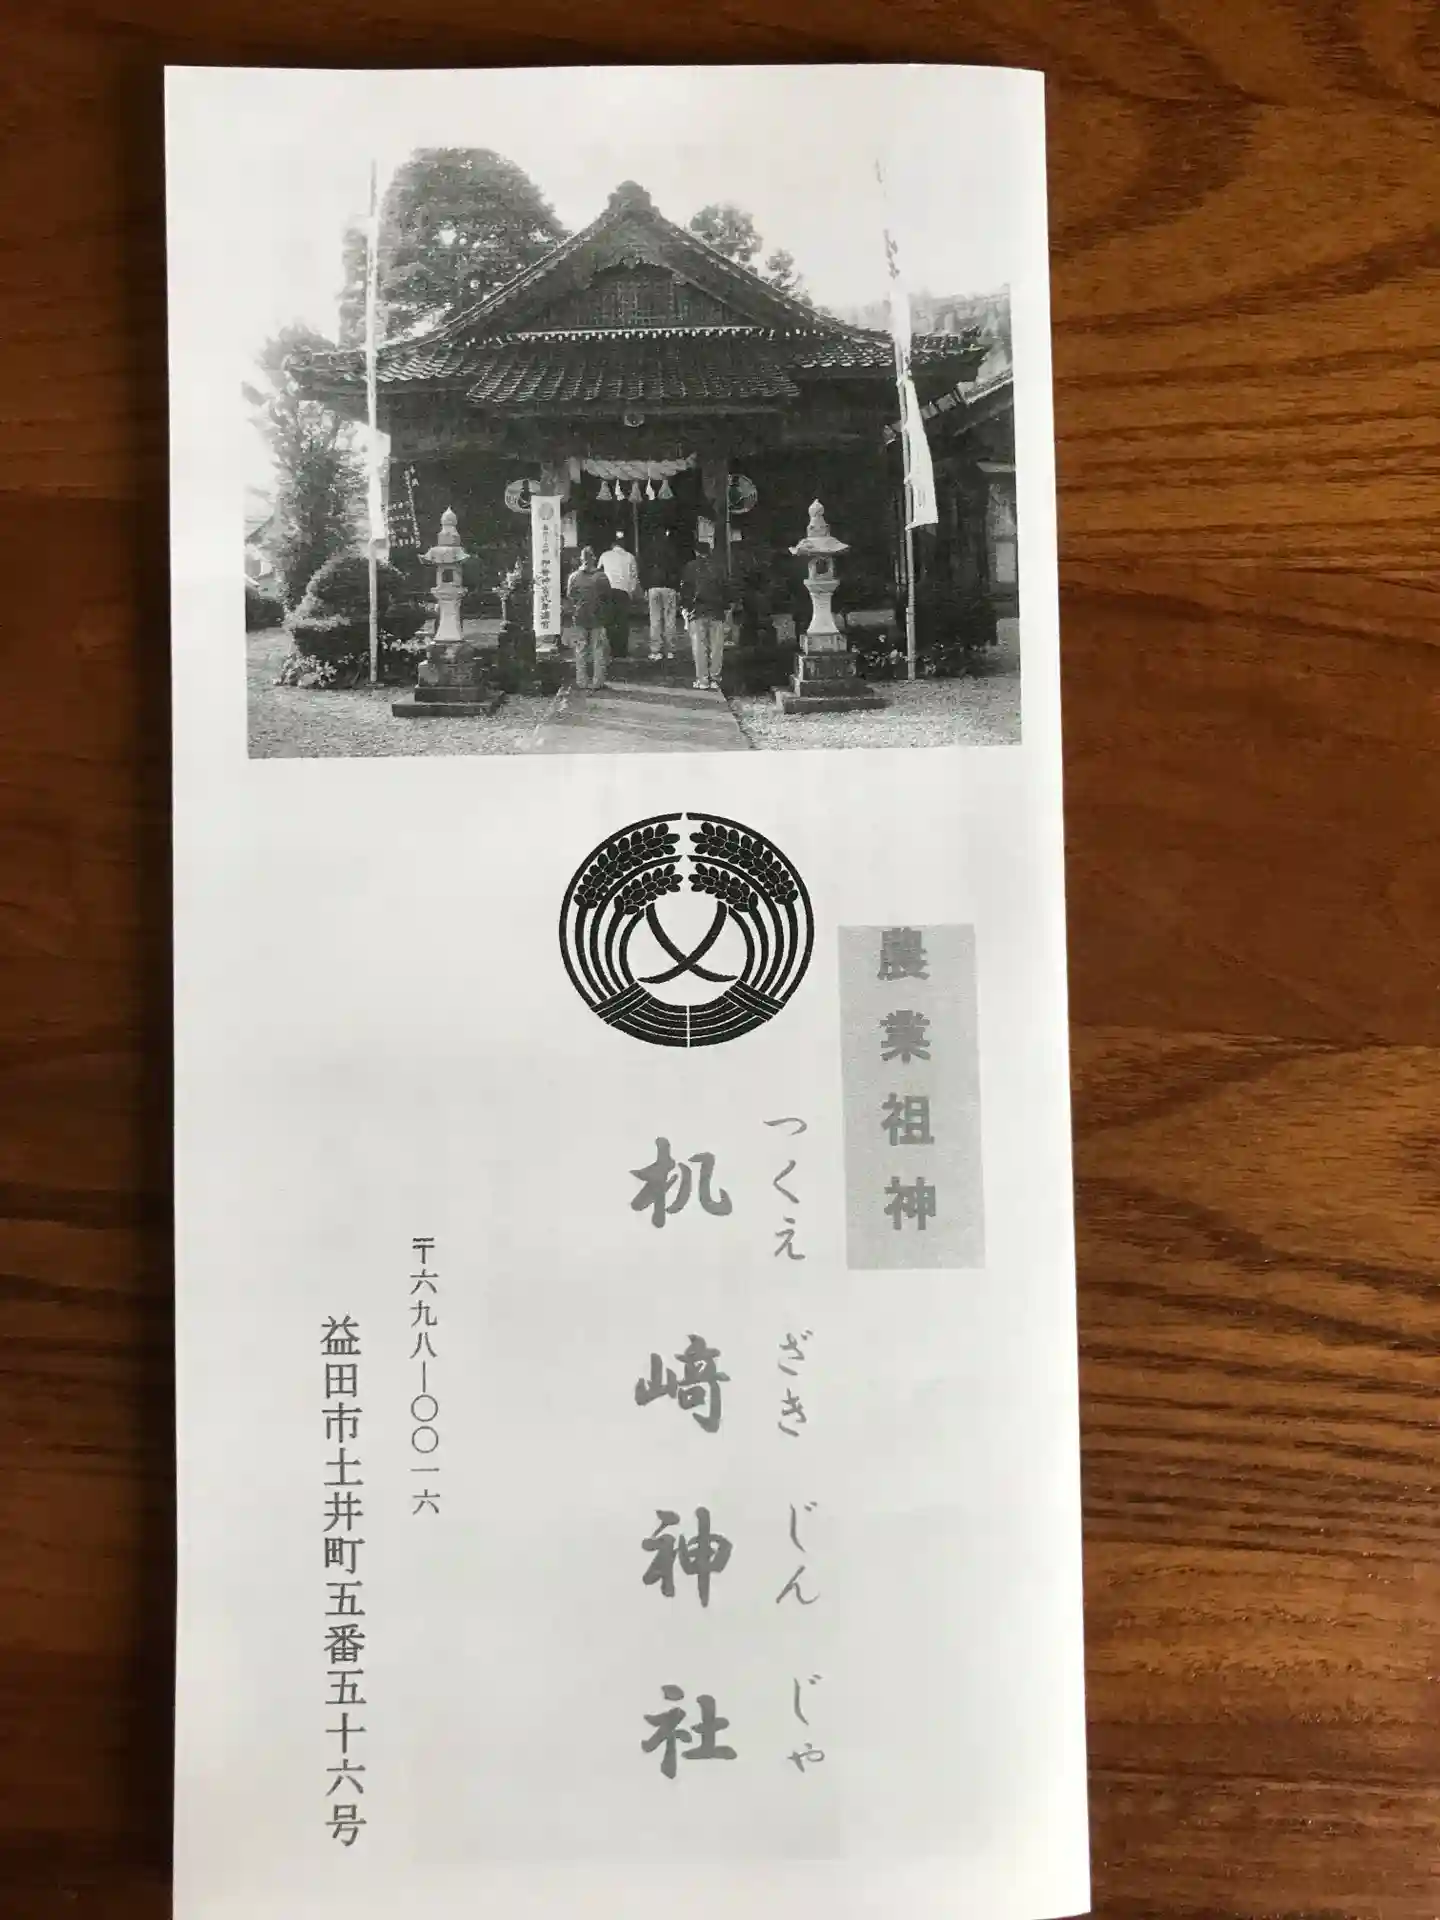 農業祖神
つくえ ざき じん じゃ
机﨑神社
〒六九八―〇〇一六
益田市土井町五番五十六号